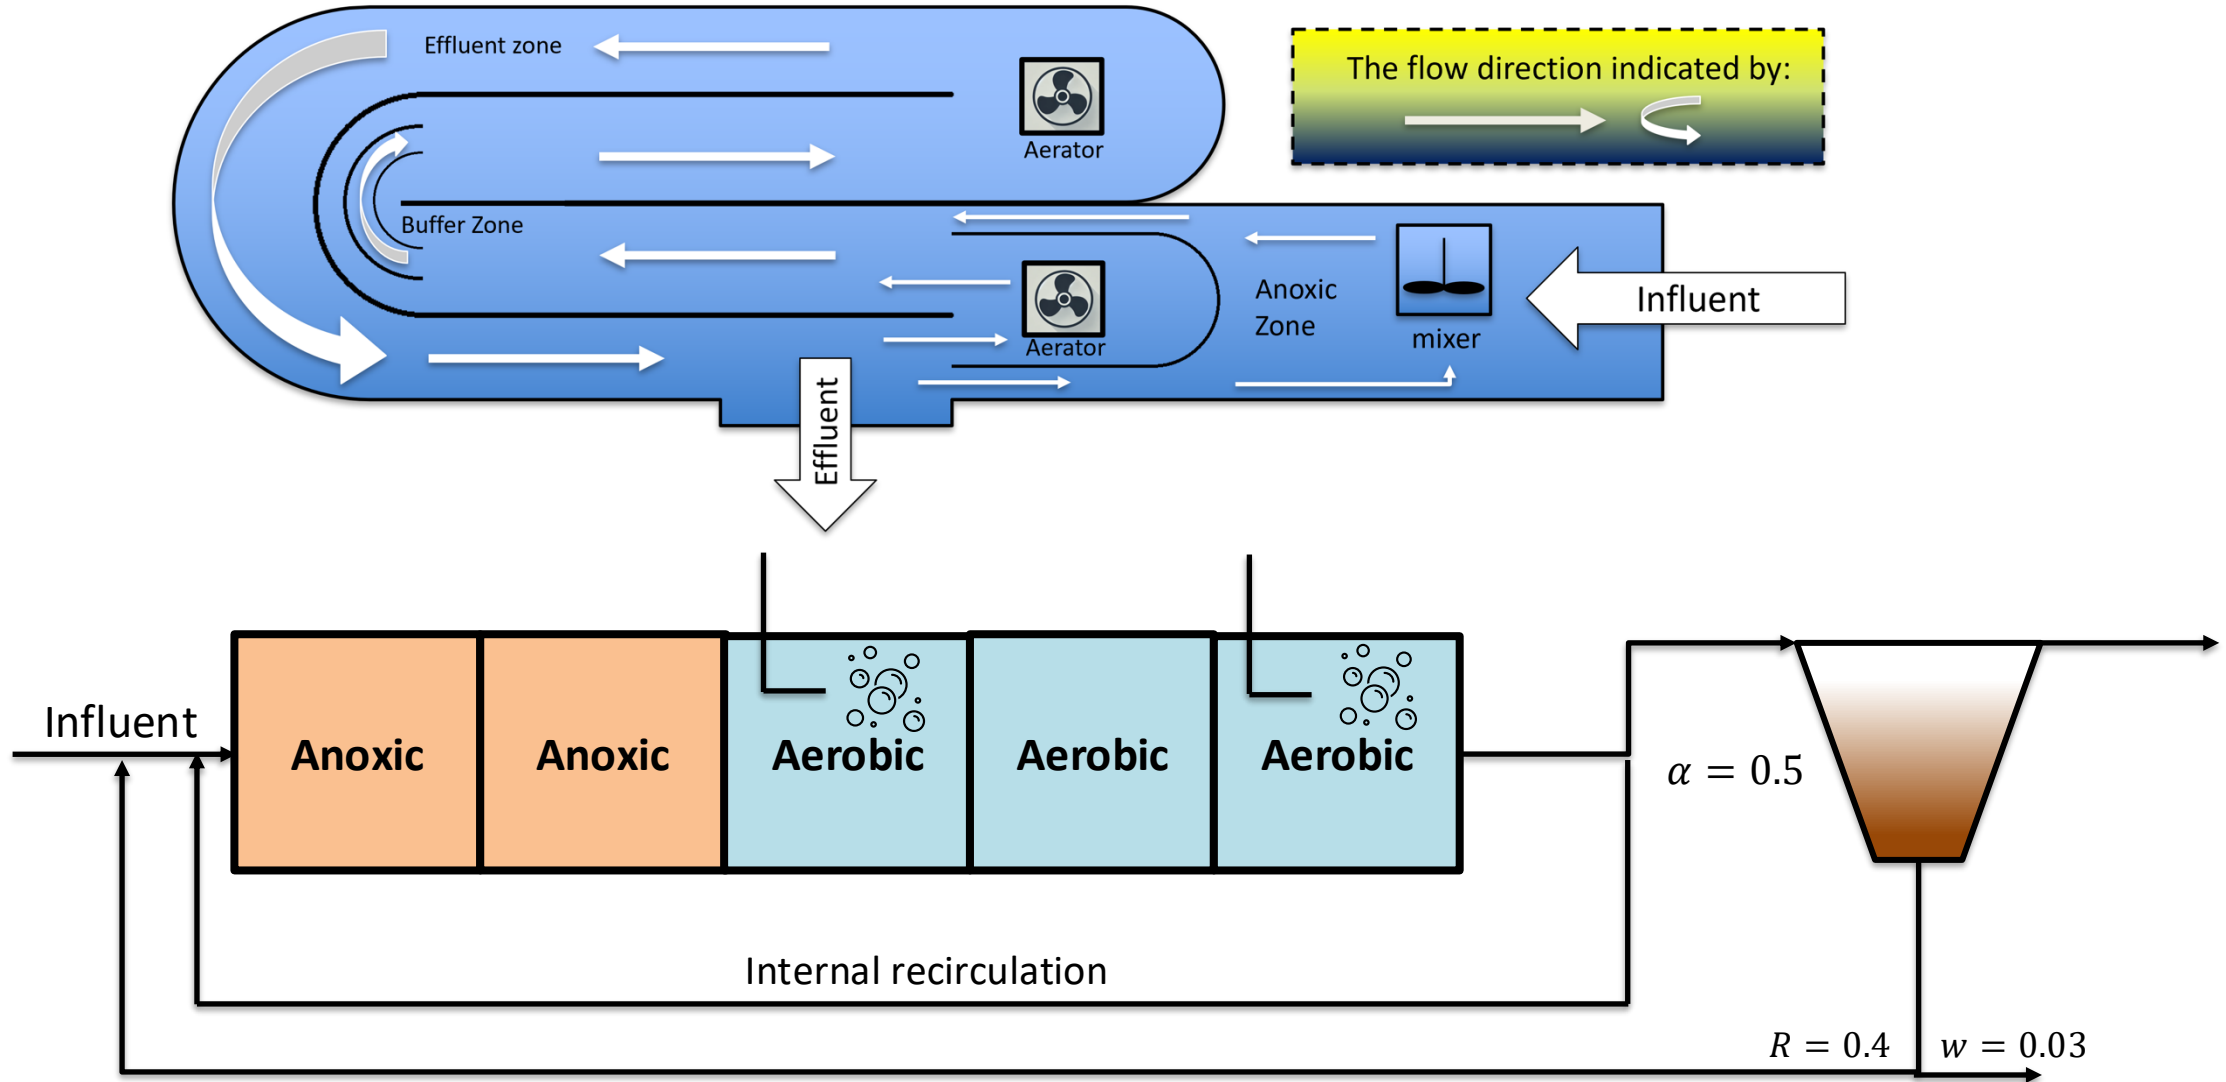 Effluent zone
Aerator
The flow direction indicated by:
Buffer Zone
Aerator
Anoxic
Zone
mixer
Influent
Effluent
Influent
Anoxic
Anoxic
Aerobic
Aerobic
Aerobic
α = 0.5
Internal recirculation
R = 0.4
w = 0.03